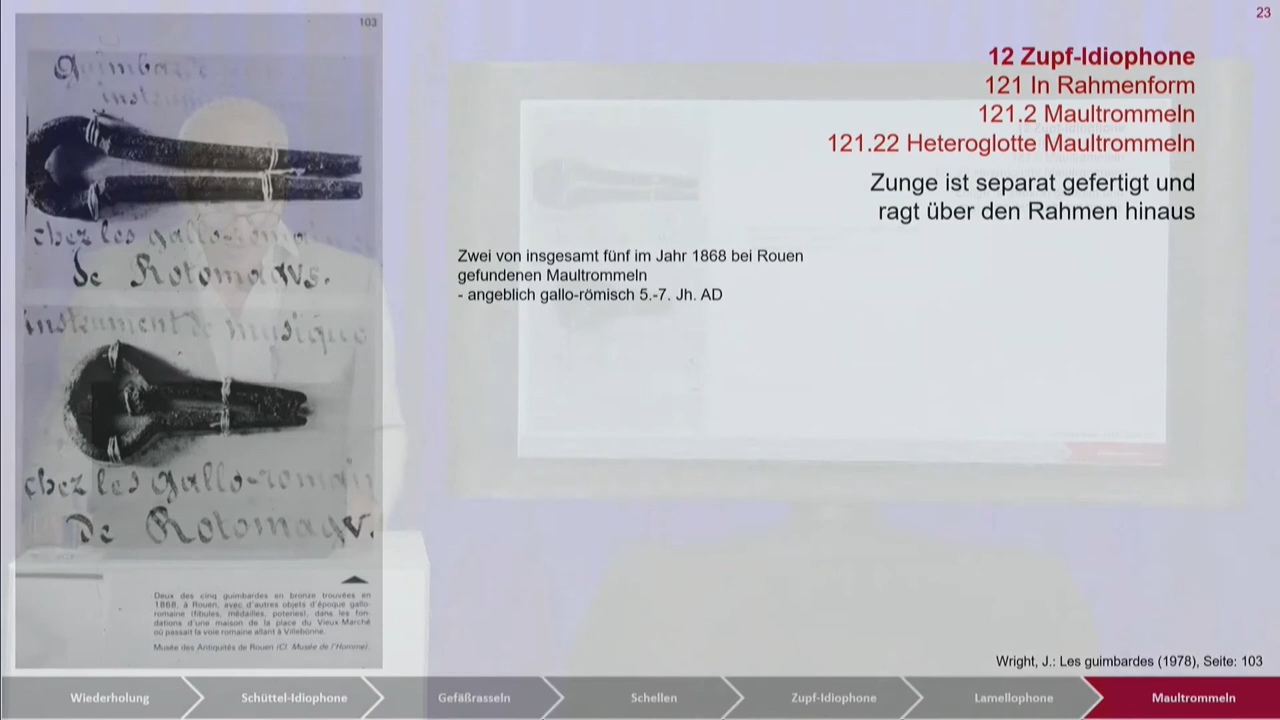 103
23
12 Zupf-Idiophone
121 In Rahmenform
121.2 Maultrommeln
121.22 Heteroglotte Maultrommeln
Zunge ist separat gefertigt und
ragt über den Rahmen hinaus
Zwei von insgesamt fünf im Jahr 1868 bei Rouen
gefundenen Maultrommeln
- angeblich gallo-römisch 5.-7. Jh. AD
chez les gallo-romain
De Rotomagus.
instrument de musique
chez les gallo-romain
De Rotomagv.
Deux des cinq guimbardes en bronze trouvées en
1868, à Rouen, avec d'autres objets d'époque gallo-
romaine (fibules, médailles, poteries), dans les fon-
dations d'une maison de la place du Vieux-Marché
où passait la voie romaine allant à Villebonne.
Musée des Antiquités de Rouen (Cl. Musée de l'Homme).
Wright, J.: Les guimbardes (1978), Seite: 103
Wiederholung
Schüttel-Idiophone
Gefäßrasseln
Schellen
Zupf-Idiophone
Lamellophone
Maultrommeln